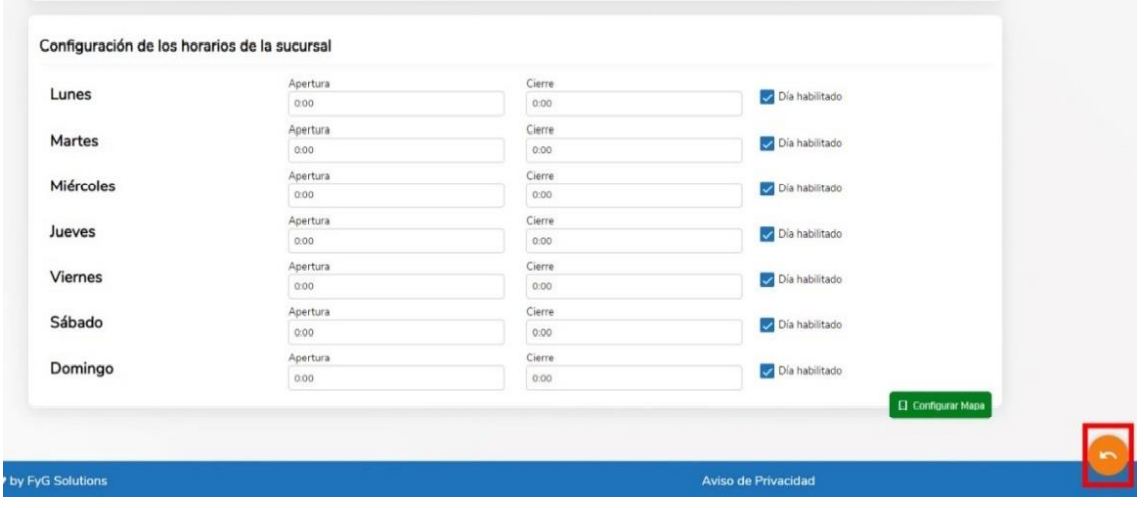 Configuración de los horarios de la sucursal
Apertura Cierre
Lunes 0:00 0:00 Día habilitado
Apertura Cierre
Martes 0:00 0:00 Día habilitado
Apertura Cierre
Miércoles 0:00 0:00 Día habilitado
Apertura Cierre
Jueves 0:00 0:00 Día habilitado
Apertura Cierre
Viernes 0:00 0:00 Día habilitado
Apertura Cierre
Sábado 0:00 0:00 Día habilitado
Apertura Cierre
Domingo 0:00 0:00 Día habilitado
Configurar Mapa
by FyG Solutions Aviso de Privacidad